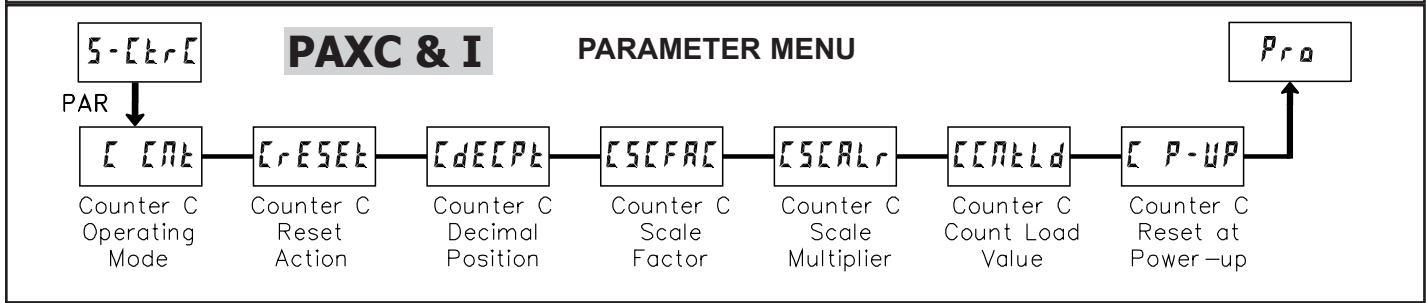 5-CtrC
PAXC & I
PARAMETER MENU
Pro
PAR
C CNt
CrESEt
CdECPt
CSCFAC
CSCALr
CCNtLd
C P-UP
Counter C
Operating
Mode
Counter C
Reset
Action
Counter C
Decimal
Position
Counter C
Scale
Factor
Counter C
Scale
Multiplier
Counter C
Count Load
Value
Counter C
Reset at
Power-up